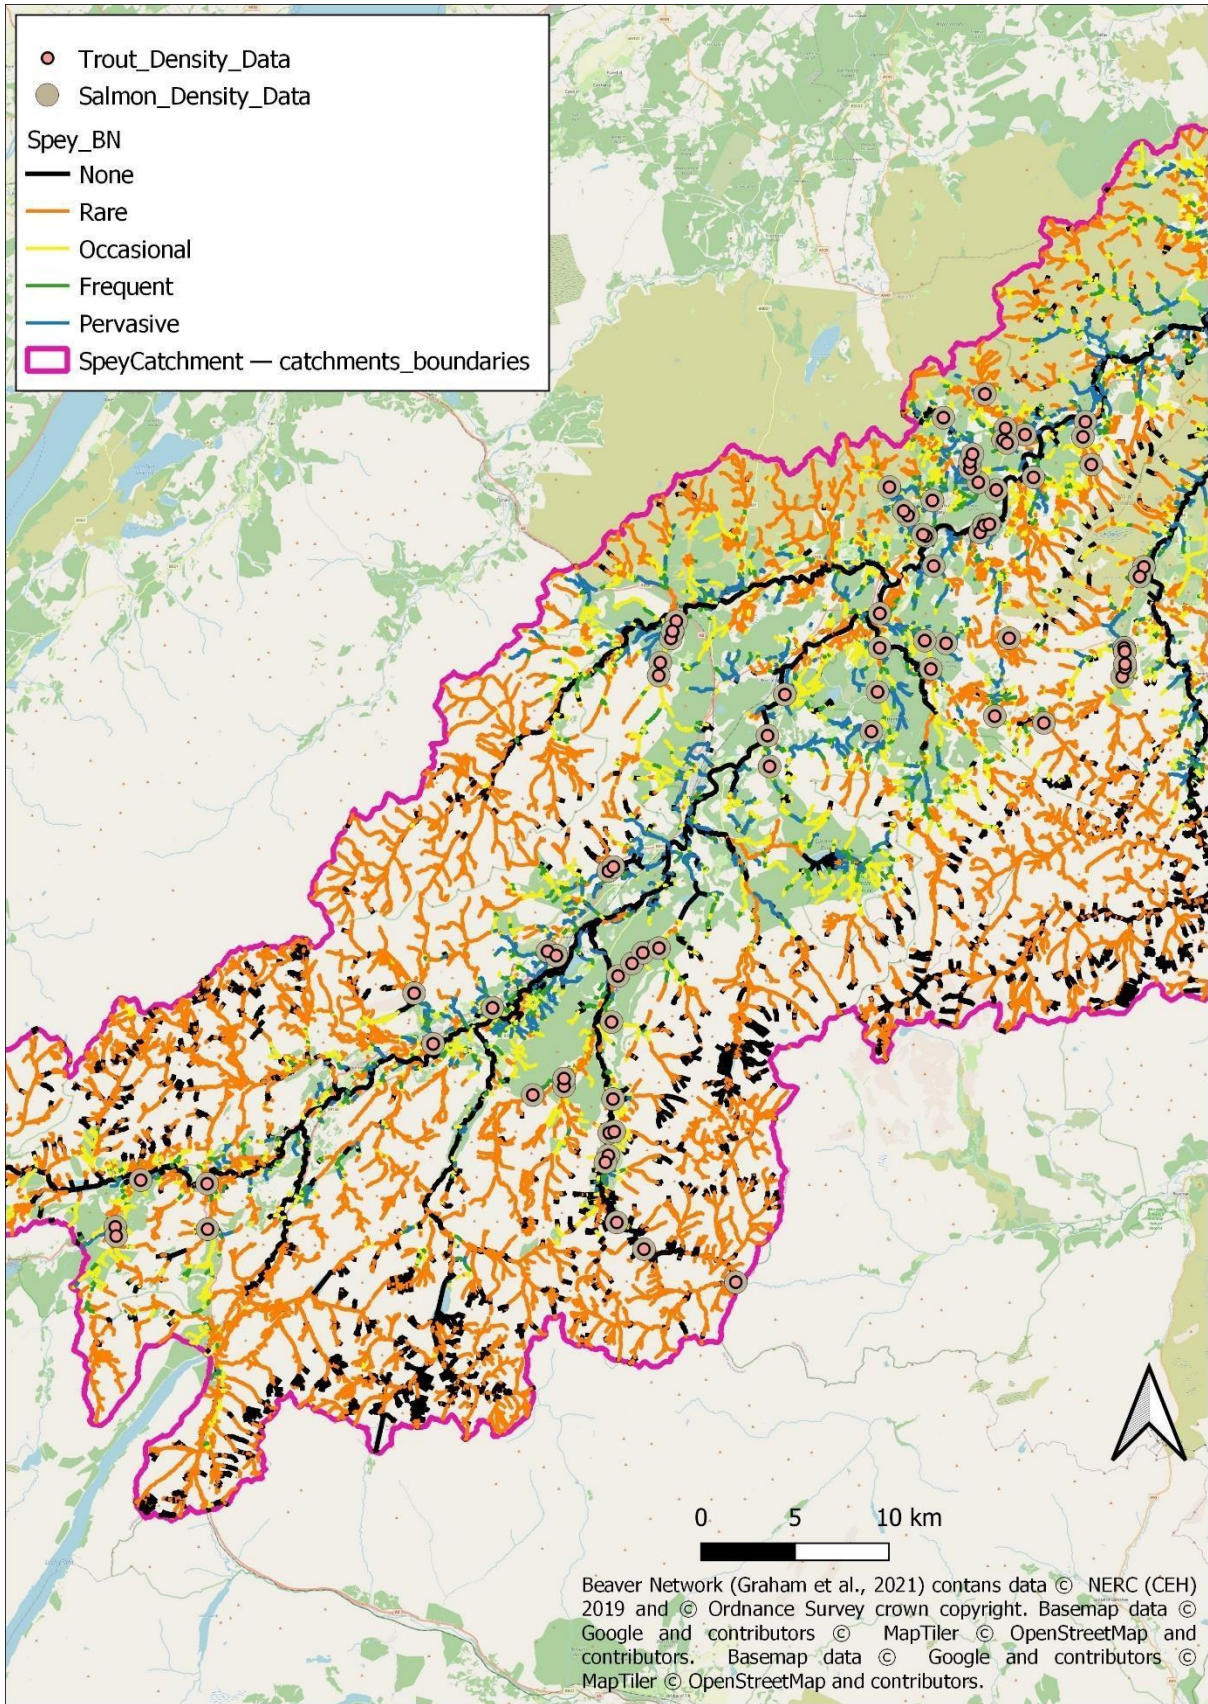 Trout_Density_Data
Salmon_Density_Data
Spey_BN
None
Rare
Occasional
Frequent
Pervasive
SpeyCatchment — catchments_boundaries
0 5 10 km
Beaver Network (Graham et al., 2021) contans data © NERC (CEH)
2019 and © Ordnance Survey crown copyright. Basemap data ©
Google and contributors © MapTiler © OpenStreetMap and
contributors. Basemap data © Google and contributors ©
MapTiler © OpenStreetMap and contributors.